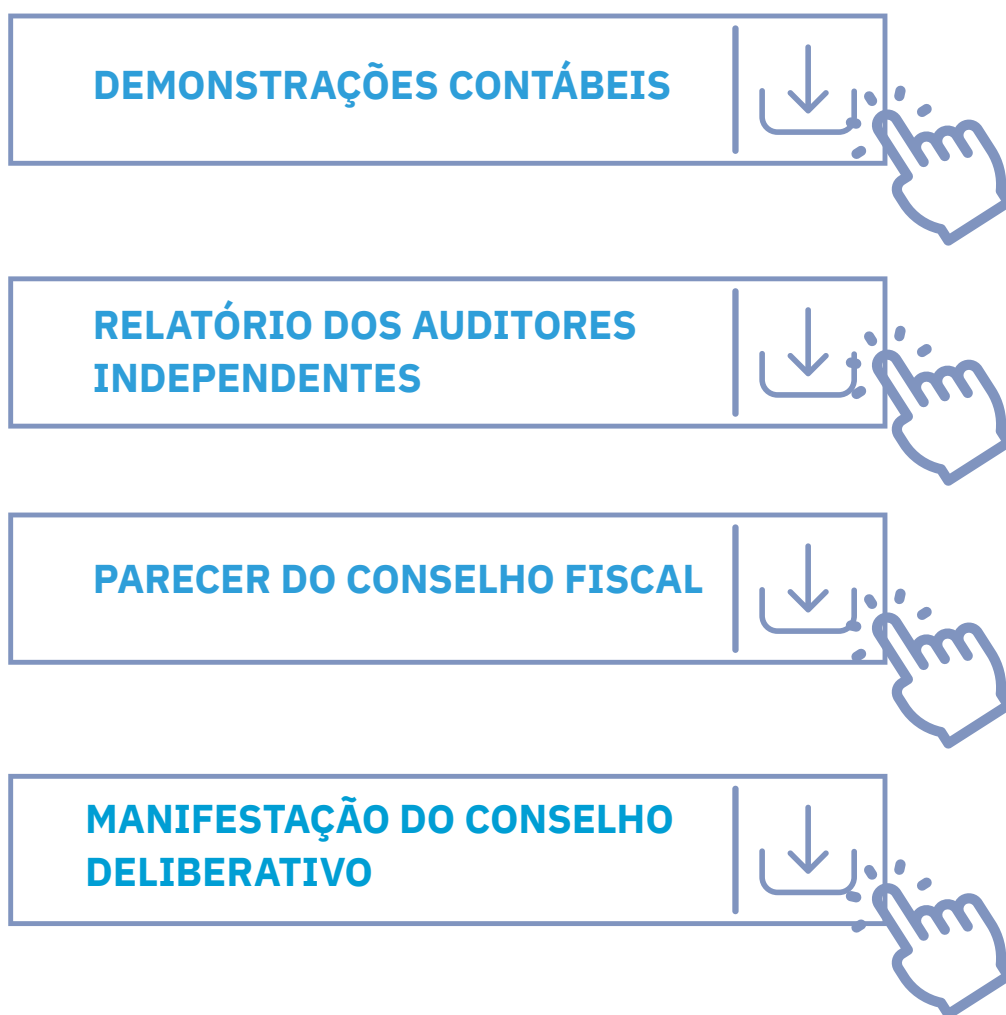 DEMONSTRAÇÕES CONTÁBEIS
RELATÓRIO DOS AUDITORES
INDEPENDENTES
PARECER DO CONSELHO FISCAL
MANIFESTAÇÃO DO CONSELHO
DELIBERATIVO